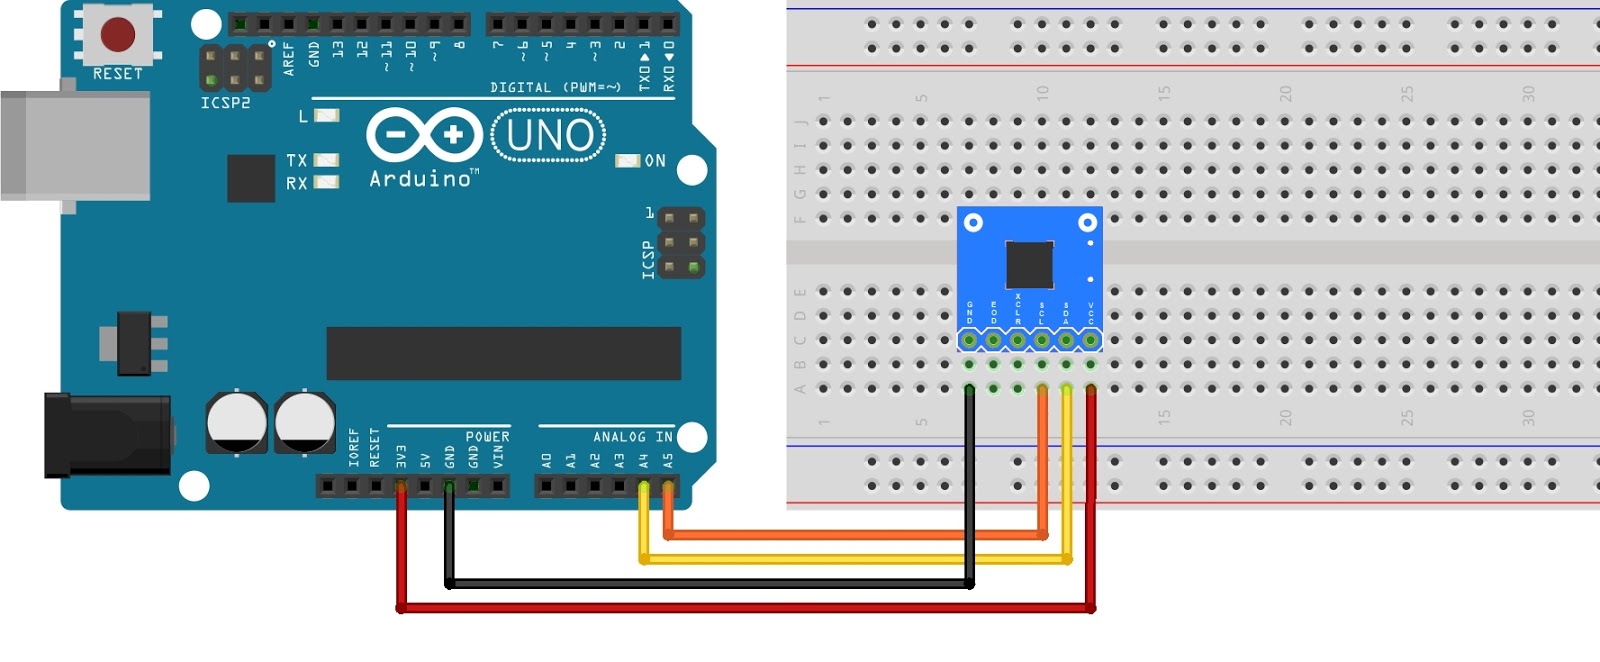 RESET
ICSP2
AREF
GND
13
12
~11
~10
~9
8
7
~6
~5
4
~3
2
TX0▶1
RX0◀0
DIGITAL (PWM=~)
L
TX
RX
UNO
Arduino™
ON
1
ICSP
IOREF
RESET
3V3
5V
GND
GND
VIN
POWER
A0
A1
A2
A3
A4
A5
ANALOG IN
1
5
10
15
20
25
30
J
I
H
G
F
E
D
C
B
A
GND
EOD
XCLR
SCL
SDA
VCC
1
5
15
20
25
30